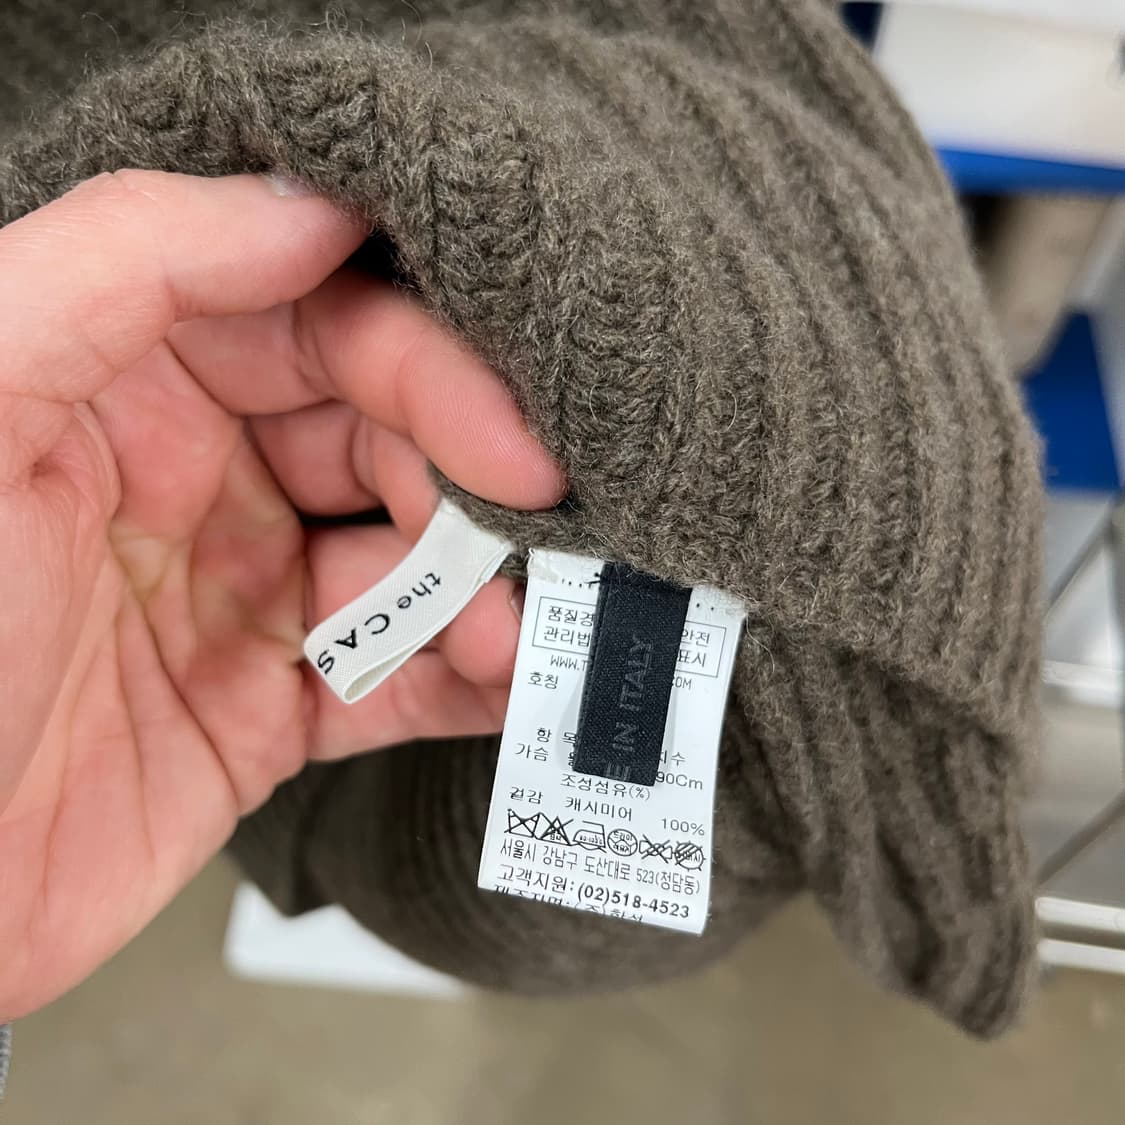 the CAS
품질경 안전
관리법 표시
WWW. .COM
호칭
IN ITALY
항 목 치수
가슴 90Cm
조성섬유(%)
겉감 캐시미어 100%
서울시 강남구 도산대로 523(청담동)
고객지원: (02)518-4523